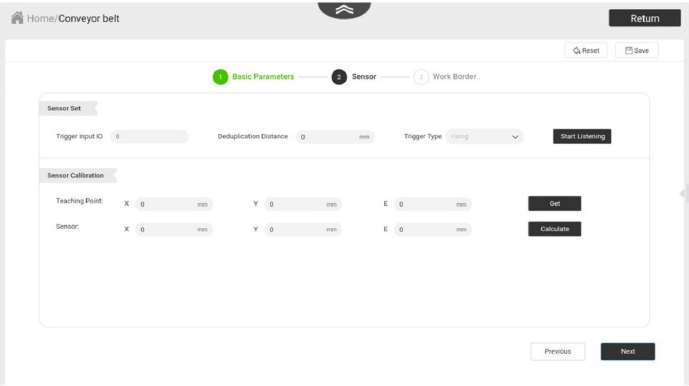 Home/Conveyor belt
Return
Reset
Save
1 Basic Parameters 2 Sensor 3 Work Border
Sensor Set
Trigger input IO 0 Deduplication Distance 0 mm Trigger Type rising Start Listening
Sensor Calibration
Teaching Point: X 0 mm Y 0 mm E 0 mm Get
Sensor: X 0 mm Y 0 mm E 0 mm Calculate
Previous Next